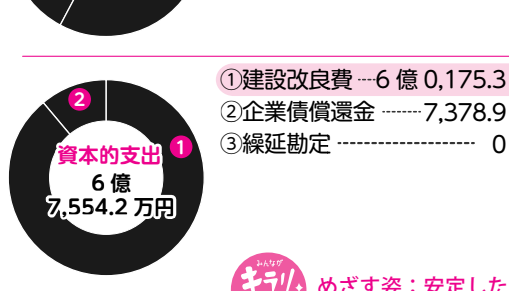 ①建設改良費 ┈6 億 0,175.3
②企業債償還金 ┈┈7,378.9
③繰延勘定 ┈┈┈┈┈┈ 0
2
1
資本的支出
6 億
7,554.2 万円
みんなが
キラリ
めざす姿：安定した